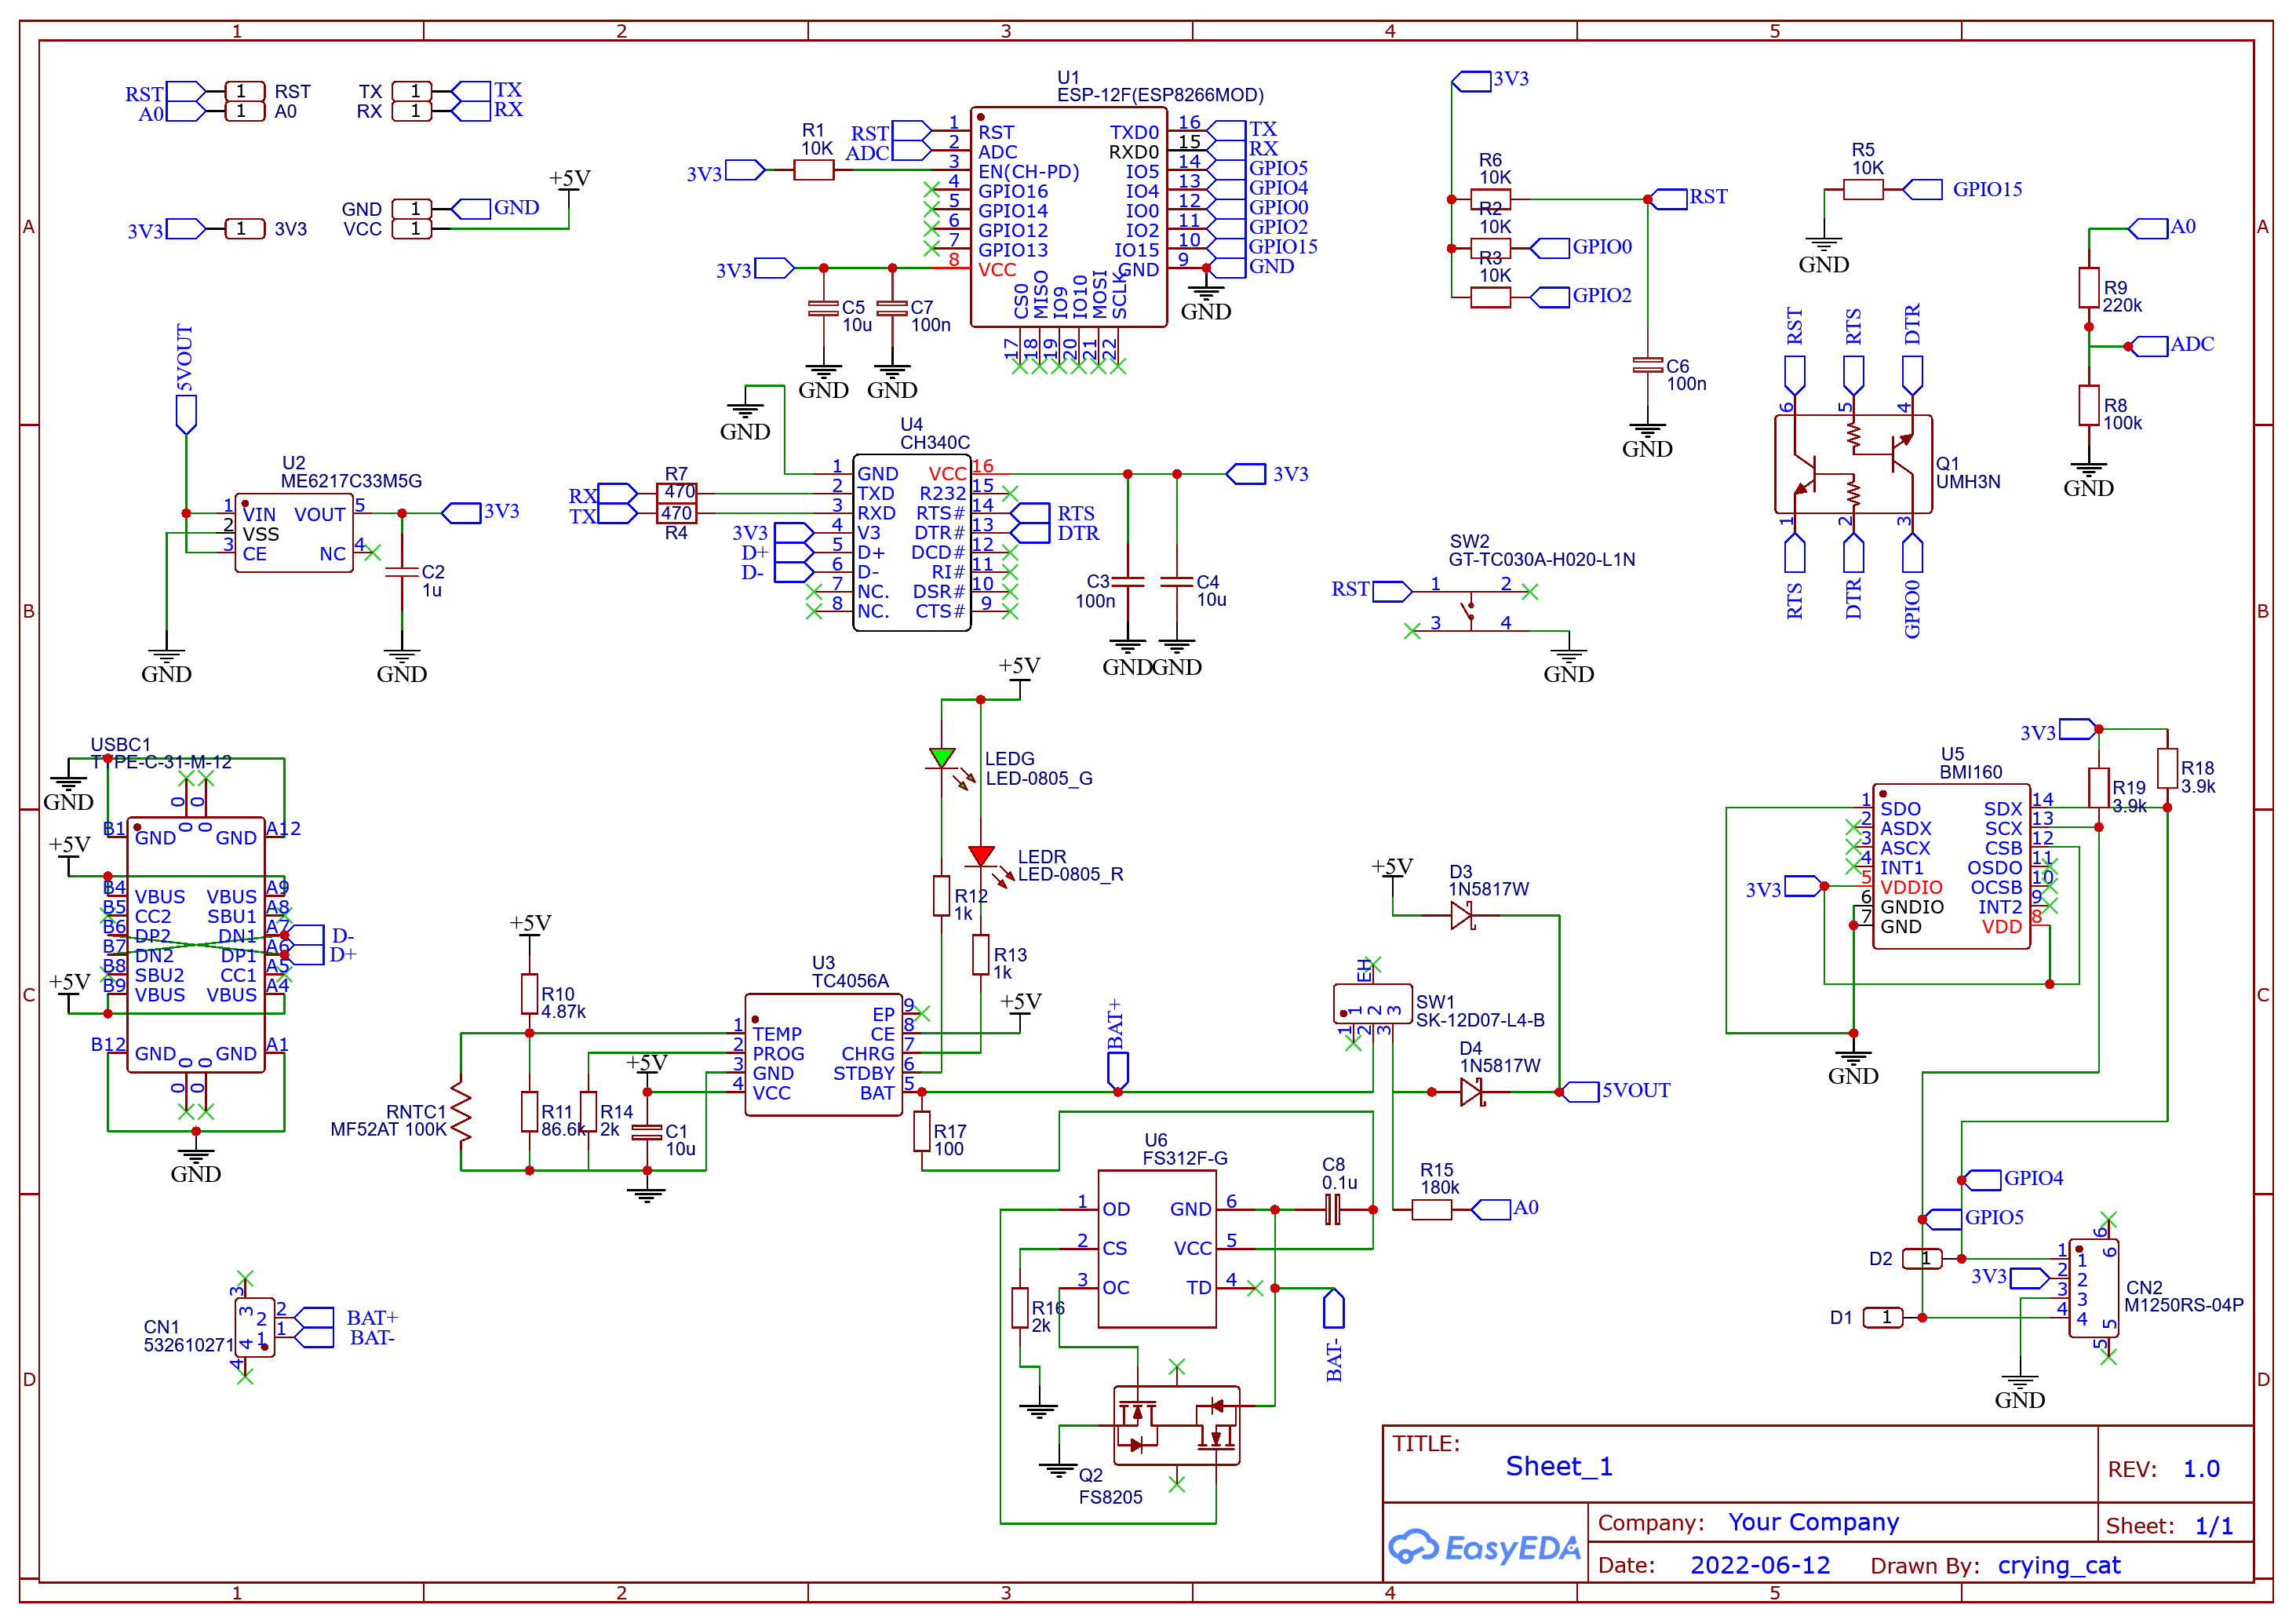 1 2 3 4 5
A
B
C
D
RST 1 RST
A0 1 A0
TX 1 TX
RX 1 RX
+5V
GND 1 GND
VCC 1
3V3 1 3V3
U1
ESP-12F(ESP8266MOD)
R1
10K
3V3
RST 1 RST
ADC 2 ADC
3 EN(CH-PD)
4 GPIO16
5 GPIO14
6 GPIO12
7 GPIO13
3V3 8 VCC
TXD0 16 TX
RXD0 15 RX
IO5 14 GPIO5
IO4 13 GPIO4
IO0 12 GPIO0
IO2 11 GPIO2
IO15 10 GPIO15
GND 9 GND
GND
CS0 MISO IO9 IO10 MOSI SCLK
17 18 19 20 21 22
C5
10u
C7
100n
GND GND
3V3
R6
10K
RST
R2
10K
GPIO0
R3
10K
GPIO2
C6
100n
GND
R5
10K
GPIO15
GND
A0
R9
220k
ADC
R8
100k
GND
RST RTS DTR
6 5 4
Q1
UMH3N
1 2 3
RTS DTR GPIO0
5VOUT
U2
ME6217C33M5G
1 VIN
2 VSS
3 CE
VOUT 5 3V3
NC 4
C2
1u
GND GND
GND
U4
CH340C
R7
RX 470
TX 470
R4
1 GND
2 TXD
3 RXD
3V3 4 V3
D+ 5 D+
D- 6 D-
7 NC.
8 NC.
VCC 16 3V3
R232 15
RTS# 14 RTS
DTR# 13 DTR
DCD# 12
RI# 11
DSR# 10
CTS# 9
C3
100n
C4
10u
GND GND
SW2
GT-TC030A-H020-L1N
RST 1 2
3 4
GND
USBC1
TYPE-C-31-M-12
GND
0 0
0 0
B1 GND GND A12
+5V
B4 VBUS VBUS A9
B5 CC2 SBU1 A8
B6 DP2 DN1 A7 D-
B7 DN2 DP1 A6 D+
B8 SBU2 CC1 A5
+5V
B9 VBUS VBUS A4
B12 GND GND A1
0 0
0 0
GND
+5V
LEDG
LED-0805_G
LEDR
LED-0805_R
R12
1k
R13
1k
+5V
R10
4.87k
R11
86.6k
RNTC1
MF52AT 100K
R14
2k
+5V
C1
10u
U3
TC4056A
1 TEMP
2 PROG
3 GND
4 VCC
EP 9
CE 8
CHRG 7
STDBY 6
BAT 5
+5V
BAT+
R17
100
+5V
D3
1N5817W
EH
1 2 3
1 2 3
SW1
SK-12D07-L4-B
D4
1N5817W
5VOUT
R15
180k
A0
U6
FS312F-G
1 OD
2 CS
3 OC
GND 6
VCC 5
TD 4
C8
0.1u
R16
2k
BAT-
Q2
FS8205
CN1
532610271
3 3
4 4
2 2 BAT+
1 1 BAT-
3V3
R19
3.9k
R18
3.9k
U5
BMI160
1 SDO
2 ASDX
3 ASCX
4 INT1
3V3 5 VDDIO
6 GNDIO
7 GND
SDX 14
SCX 13
CSB 12
OSDO 11
OCSB 10
INT2 9
VDD 8
GND
GPIO4
GPIO5
D2 1
D1 1
3V3
1 1
2 2
3 3
4 4
6 6
5 5
CN2
M1250RS-04P
GND
TITLE:
Sheet_1
REV: 1.0
EasyEDA
Company: Your Company
Sheet: 1/1
Date: 2022-06-12
Drawn By: crying_cat
A
B
C
D
1 2 3 4 5